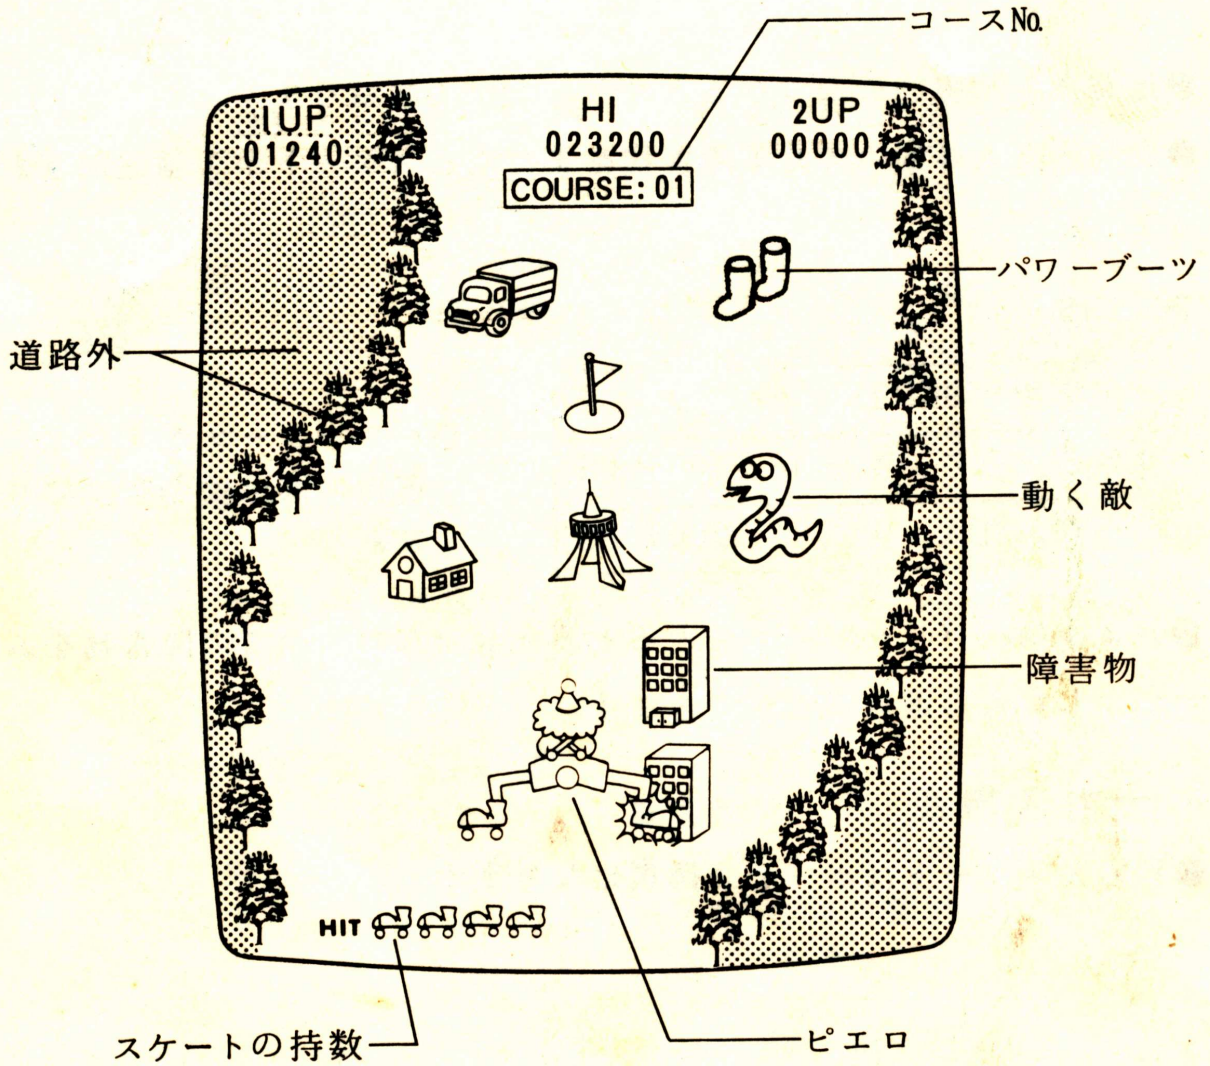 コースNo.
1UP
01240
HI
023200
2UP
00000
COURSE: 01
パワーブーツ
道路外
動く敵
障害物
HIT
スケートの持数
ピエロ